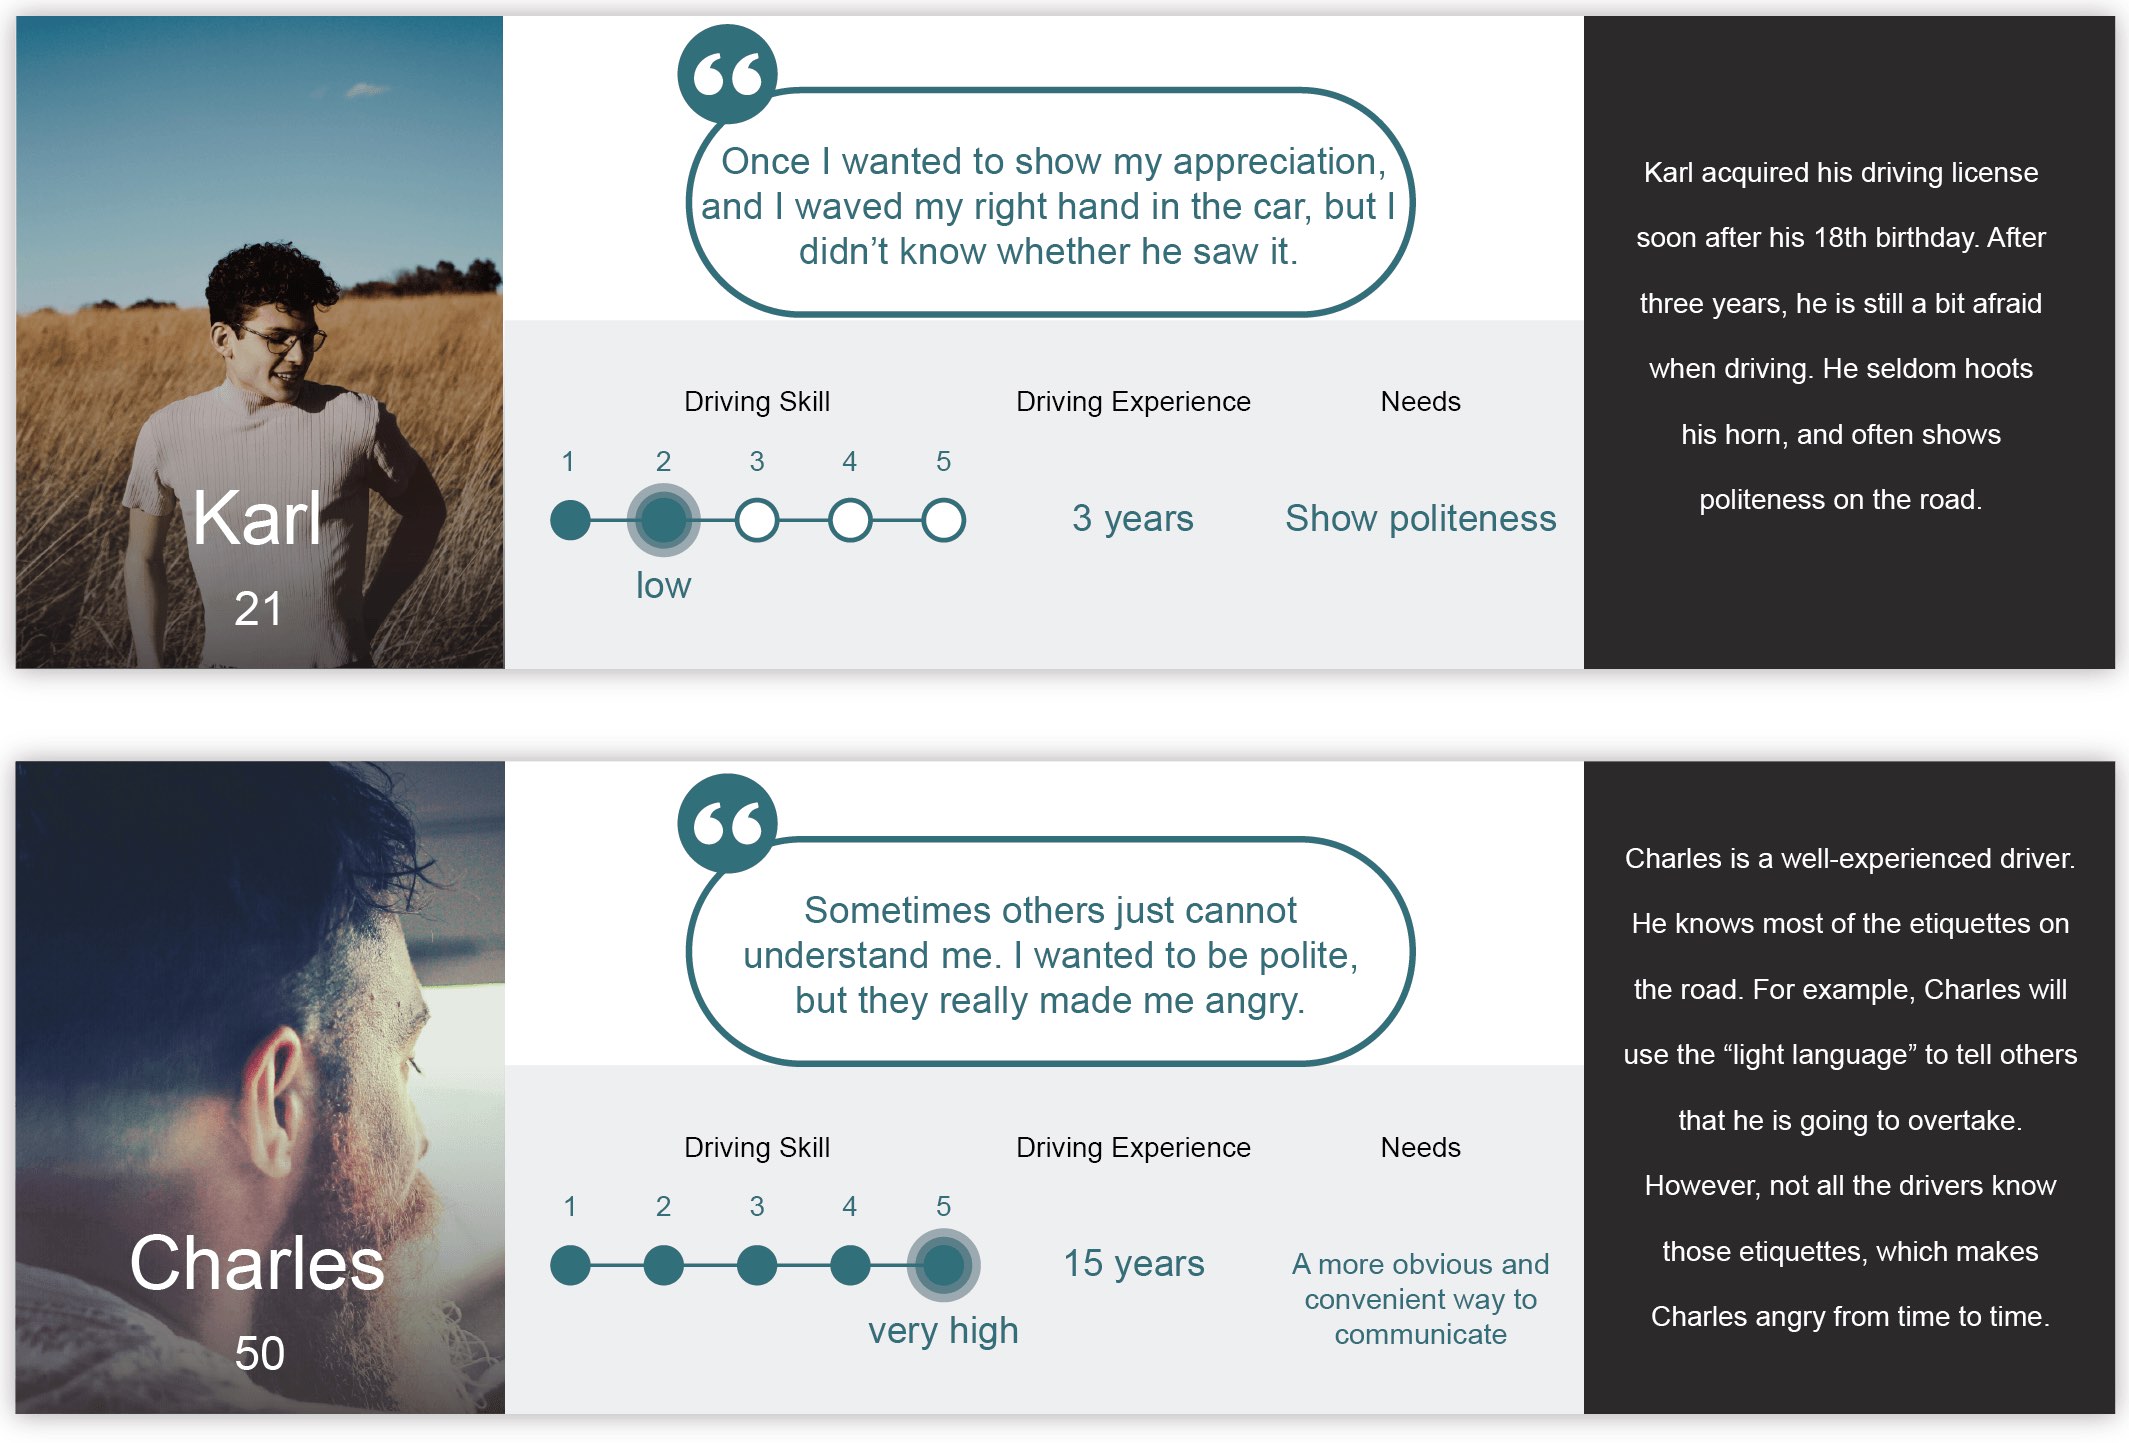 Karl
21
“
Once I wanted to show my appreciation,
and I waved my right hand in the car, but I
didn’t know whether he saw it.
Driving Skill
1 2 3 4 5
low
Driving Experience
3 years
Needs
Show politeness
Karl acquired his driving license
soon after his 18th birthday. After
three years, he is still a bit afraid
when driving. He seldom hoots
his horn, and often shows
politeness on the road.
Charles
50
“
Sometimes others just cannot
understand me. I wanted to be polite,
but they really made me angry.
Driving Skill
1 2 3 4 5
very high
Driving Experience
15 years
Needs
A more obvious and
convenient way to
communicate
Charles is a well-experienced driver.
He knows most of the etiquettes on
the road. For example, Charles will
use the “light language” to tell others
that he is going to overtake.
However, not all the drivers know
those etiquettes, which makes
Charles angry from time to time.